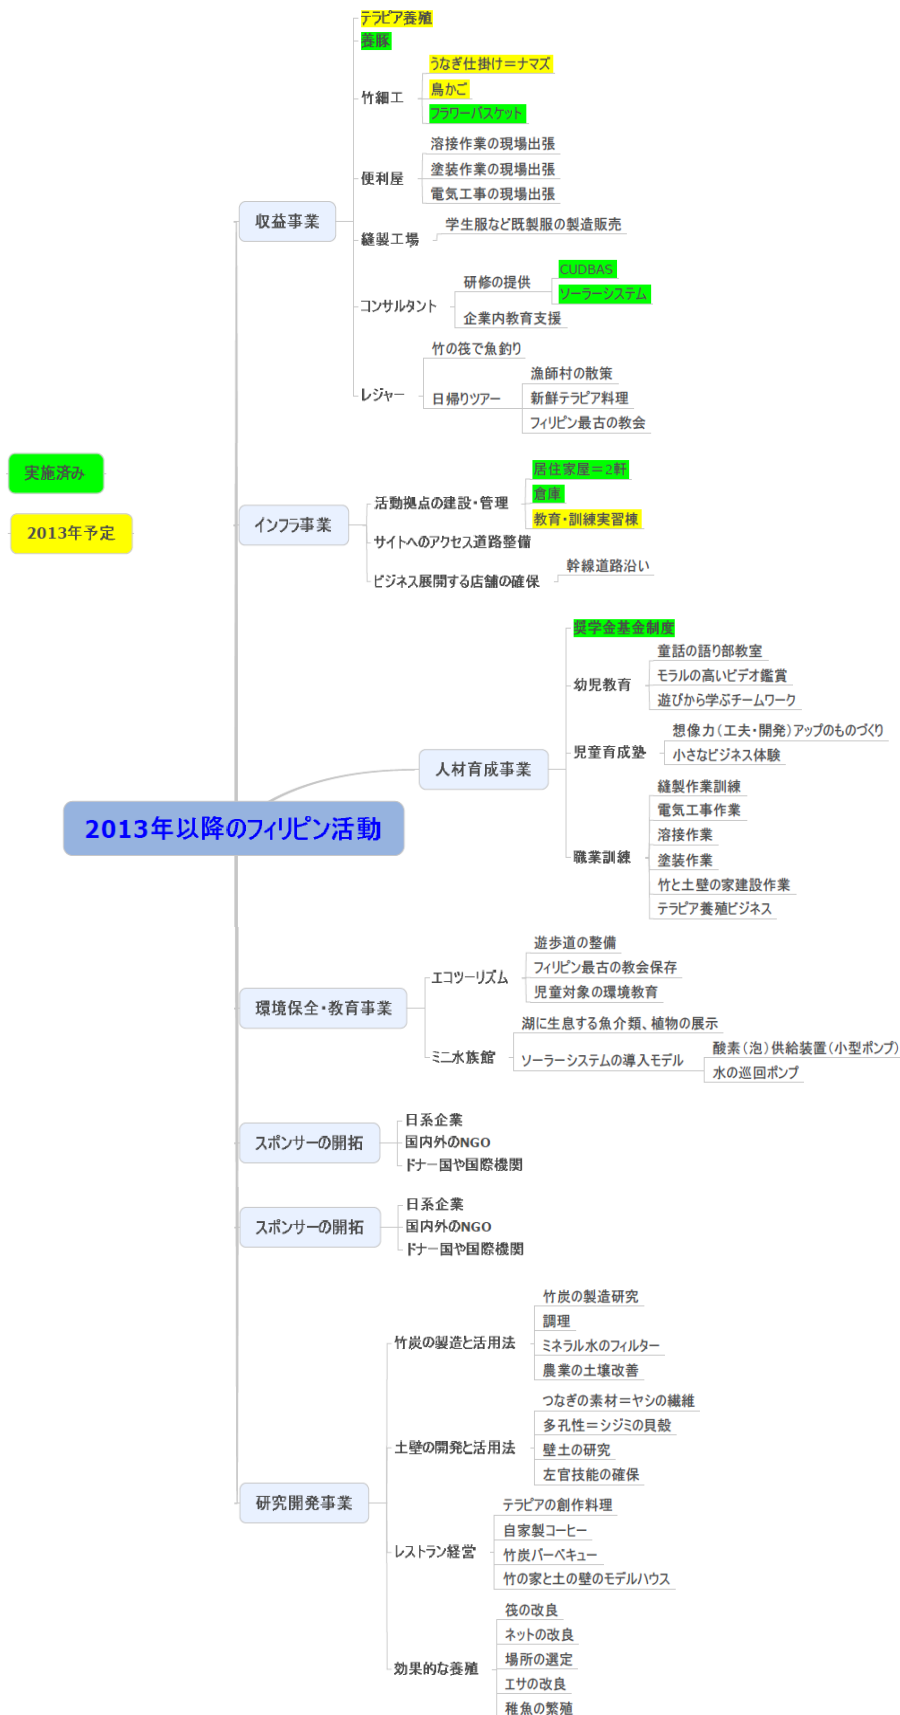 テラピア養殖
養豚
竹細工
うなぎ仕掛け＝ナマズ
鳥かご
フラワーバスケット
便利屋
溶接作業の現場出張
塗装作業の現場出張
電気工事の現場出張
収益事業
縫製工場
学生服など既製服の製造販売
コンサルタント
研修の提供
CUDBAS
ソーラーシステム
企業内教育支援
レジャー
竹の筏で魚釣り
日帰りツアー
漁師村の散策
新鮮テラピア料理
フィリピン最古の教会
実施済み
2013年予定
インフラ事業
活動拠点の建設・管理
居住家屋＝2軒
倉庫
教育・訓練実習棟
サイトへのアクセス道路整備
ビジネス展開する店舗の確保
幹線道路沿い
人材育成事業
奨学金基金制度
幼児教育
童話の語り部教室
モラルの高いビデオ鑑賞
遊びから学ぶチームワーク
児童育成塾
想像力（工夫・開発）アップのものづくり
小さなビジネス体験
職業訓練
縫製作業訓練
電気工事作業
溶接作業
塗装作業
竹と土壁の家建設作業
テラピア養殖ビジネス
2013年以降のフィリピン活動
環境保全・教育事業
エコツーリズム
遊歩道の整備
フィリピン最古の教会保存
児童対象の環境教育
ミニ水族館
湖に生息する魚介類、植物の展示
ソーラーシステムの導入モデル
酸素（泡）供給装置（小型ポンプ）
水の巡回ポンプ
スポンサーの開拓
日系企業
国内外のNGO
ドナー国や国際機関
スポンサーの開拓
日系企業
国内外のNGO
ドナー国や国際機関
研究開発事業
竹炭の製造と活用法
竹炭の製造研究
調理
ミネラル水のフィルター
農業の土壌改善
土壁の開発と活用法
つなぎの素材＝ヤシの繊維
多孔性＝シジミの貝殻
壁土の研究
左官技能の確保
レストラン経営
テラピアの創作料理
自家製コーヒー
竹炭バーベキュー
竹の家と土の壁のモデルハウス
効果的な養殖
筏の改良
ネットの改良
場所の選定
エサの改良
稚魚の繁殖